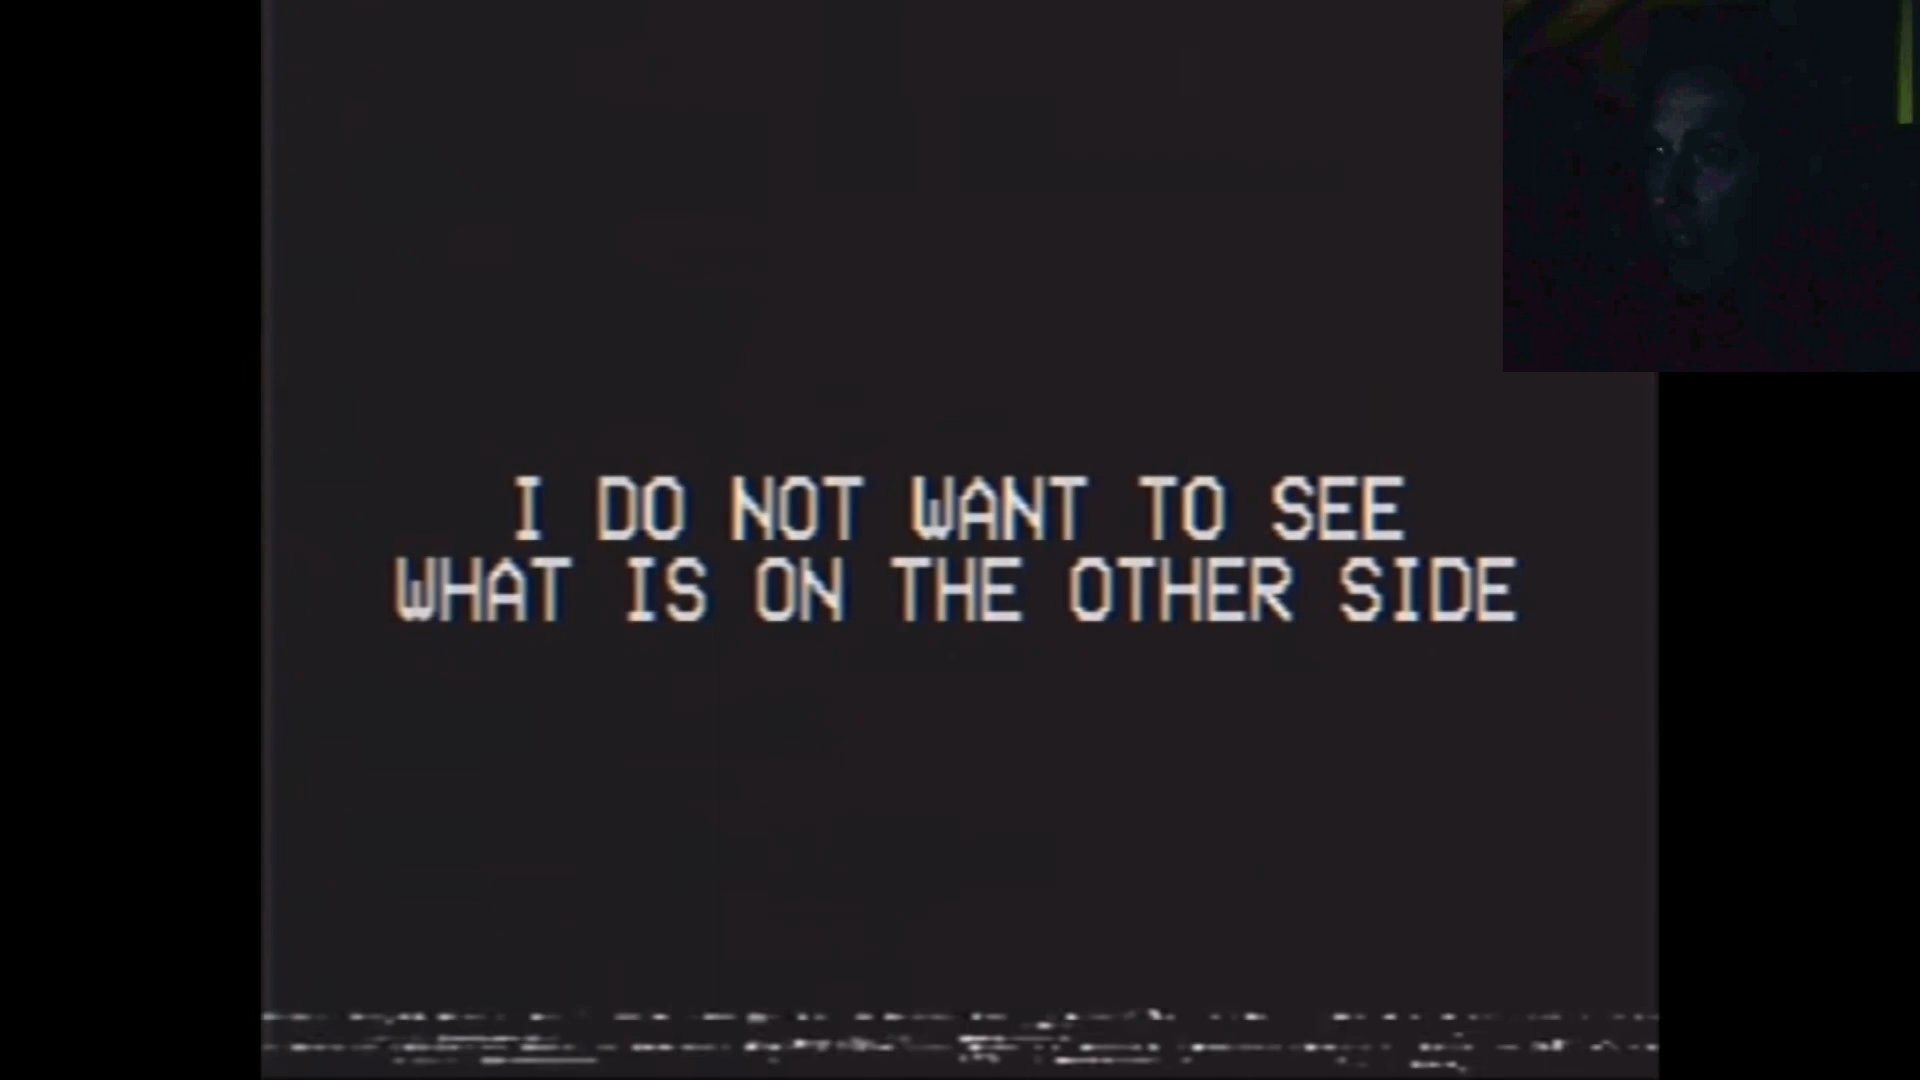 I DO NOT WANT TO SEE
WHAT IS ON THE OTHER SIDE